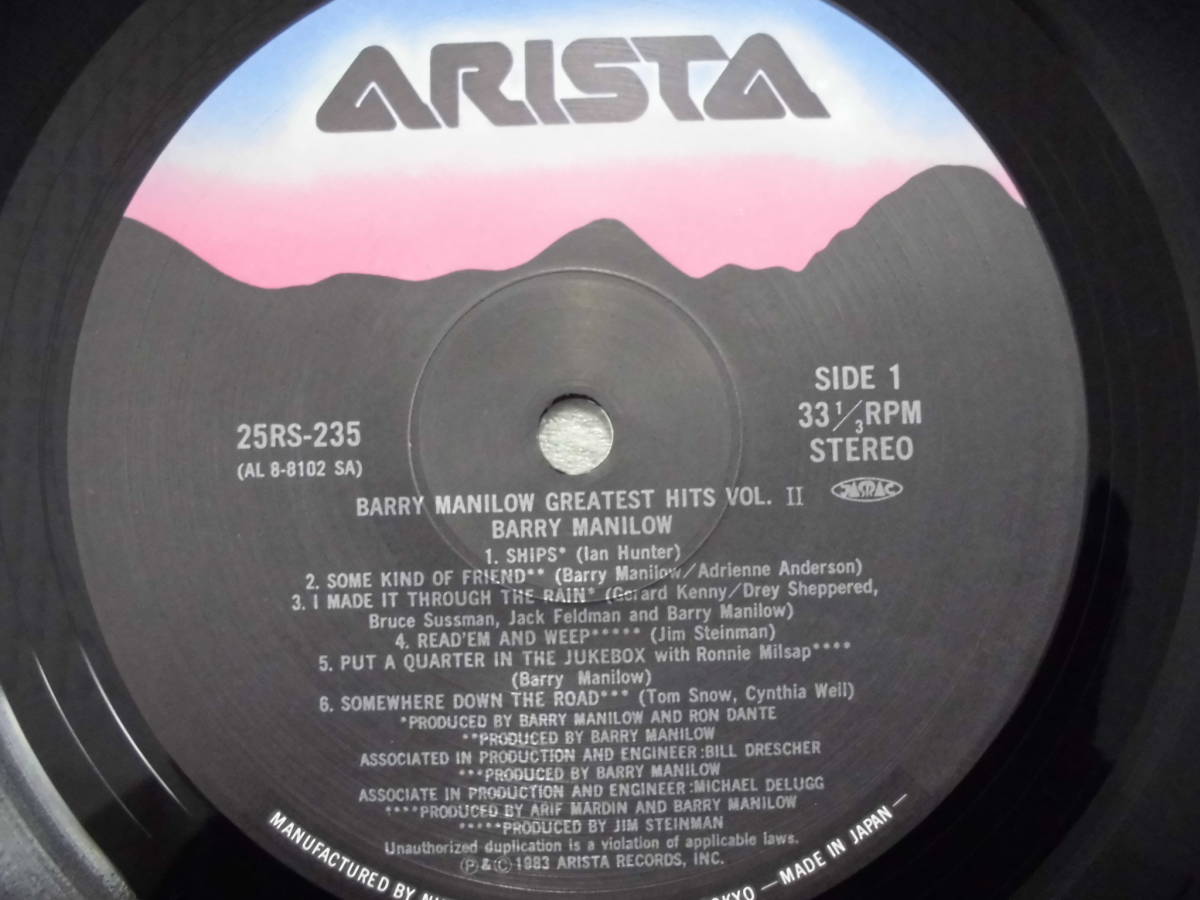 ARISTA
25RS-235
(AL 8-8102 SA)
SIDE 1
33 1/3 RPM
STEREO
JASRAC
BARRY MANILOW GREATEST HITS VOL. II
BARRY MANILOW
1. SHIPS* (Ian Hunter)
2. SOME KIND OF FRIEND** (Barry Manilow/Adrienne Anderson)
3. I MADE IT THROUGH THE RAIN* (Gerard Kenny/Drey Sheppered,
Bruce Sussman, Jack Feldman and Barry Manilow)
4. READ'EM AND WEEP***** (Jim Steinman)
5. PUT A QUARTER IN THE JUKEBOX with Ronnie Milsap****
(Barry Manilow)
6. SOMEWHERE DOWN THE ROAD*** (Tom Snow, Cynthia Weil)
*PRODUCED BY BARRY MANILOW AND RON DANTE
**PRODUCED BY BARRY MANILOW
ASSOCIATED IN PRODUCTION AND ENGINEER:BILL DRESCHER
***PRODUCED BY BARRY MANILOW
ASSOCIATE IN PRODUCTION AND ENGINEER:MICHAEL DELUGG
****PRODUCED BY ARIF MARDIN AND BARRY MANILOW
*****PRODUCED BY JIM STEINMAN
Unauthorized duplication is a violation of applicable laws.
℗&©1983 ARISTA RECORDS, INC.
MANUFACTURED BY — MADE IN JAPAN —